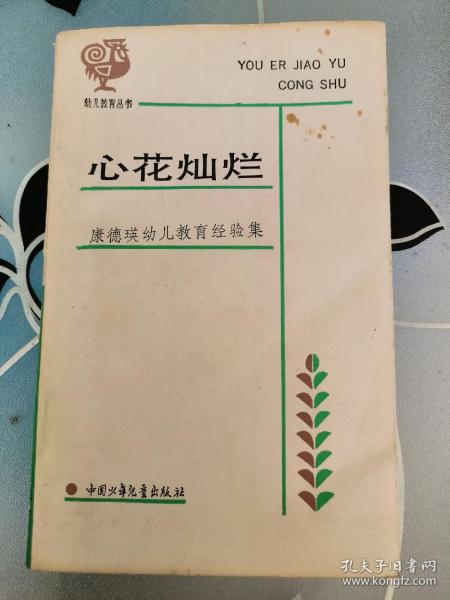 YOU ER JIAO YU
CONG SHU
幼儿教育丛书
心花灿烂
康德瑛幼儿教育经验集
中国少年儿童出版社
孔夫子旧书网
www.kongfz.com